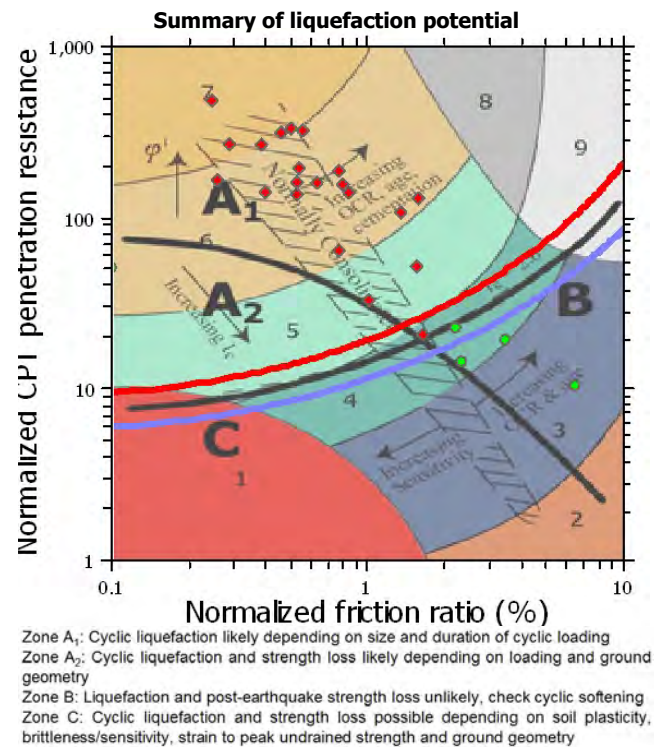 Summary of liquefaction potential
Normalized CPT penetration resistance
1,000
100
10
1
0.1
1
10
7
8
9
φ'
Increasing
OCR, age,
cementation
Normally Consolidated
A1
6
A2
Increasing Ic
5
B
4
Increasing
OCR & age
Increasing
Sensitivity
3
C
1
2
Normalized friction ratio (%)
Zone A1: Cyclic liquefaction likely depending on size and duration of cyclic loading
Zone A2: Cyclic liquefaction and strength loss likely depending on loading and ground
geometry
Zone B: Liquefaction and post-earthquake strength loss unlikely, check cyclic softening
Zone C: Cyclic liquefaction and strength loss possible depending on soil plasticity,
brittleness/sensitivity, strain to peak undrained strength and ground geometry